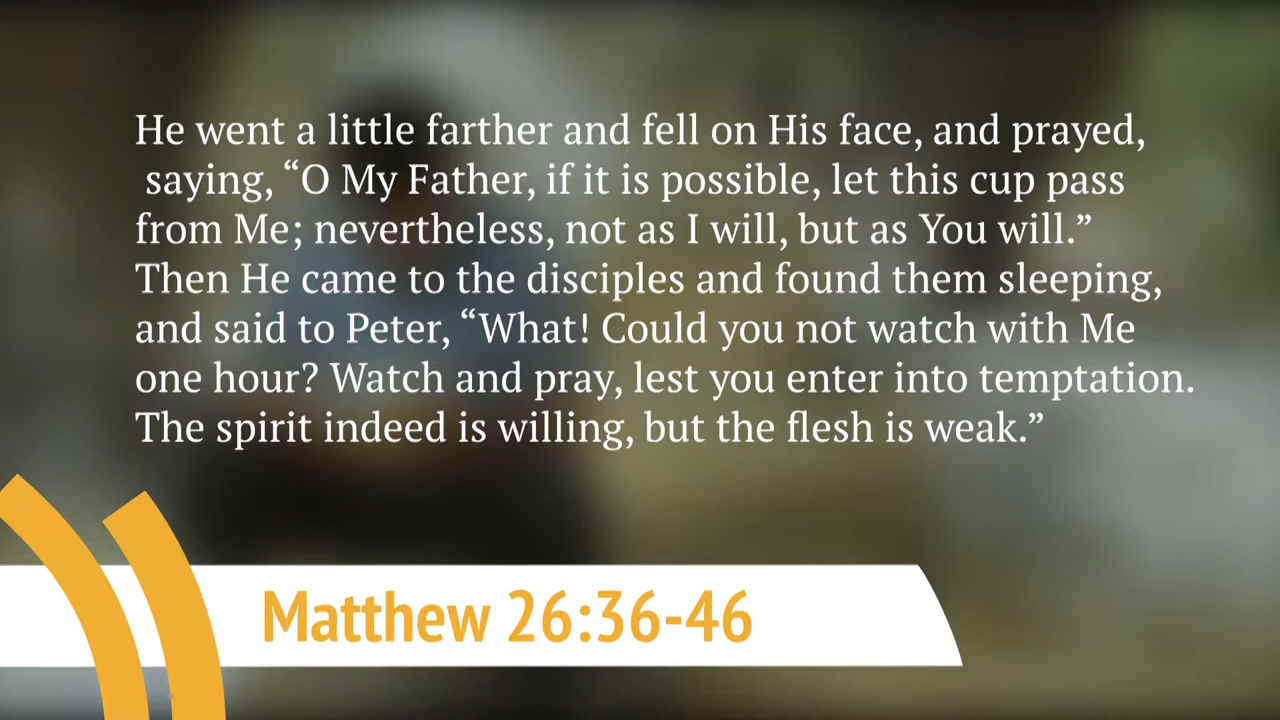 He went a little farther and fell on His face, and prayed,
saying, “O My Father, if it is possible, let this cup pass
from Me; nevertheless, not as I will, but as You will.”
Then He came to the disciples and found them sleeping,
and said to Peter, “What! Could you not watch with Me
one hour? Watch and pray, lest you enter into temptation.
The spirit indeed is willing, but the flesh is weak.”
Matthew 26:36-46